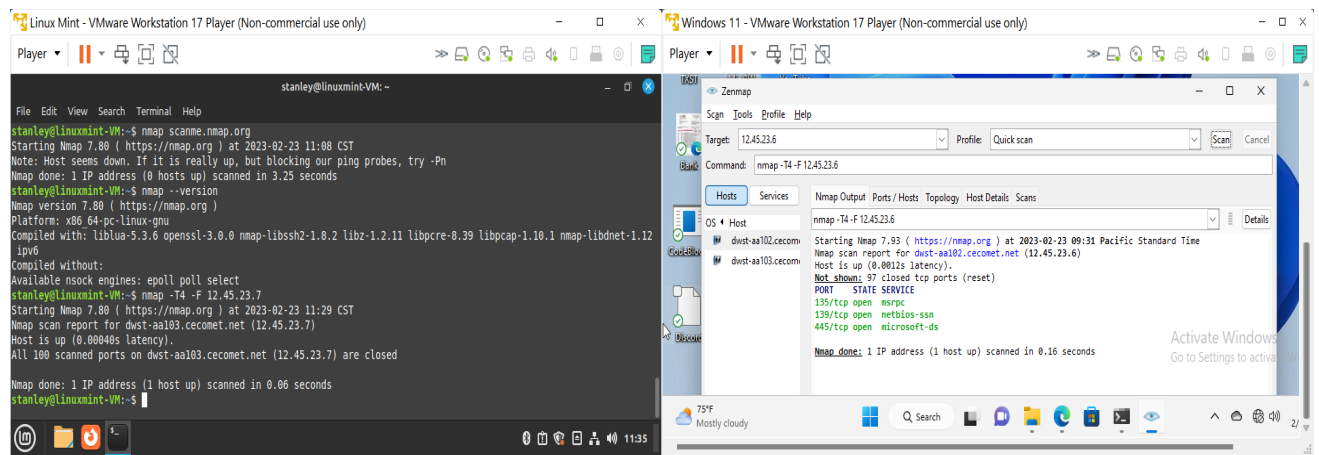 Linux Mint - VMware Workstation 17 Player (Non-commercial use only)
Player
stanley@linuxmint-VM: ~
File Edit View Search Terminal Help
stanley@linuxmint-VM:~$ nmap scanme.nmap.org
Starting Nmap 7.80 ( https://nmap.org ) at 2023-02-23 11:08 CST
Note: Host seems down. If it is really up, but blocking our ping probes, try -Pn
Nmap done: 1 IP address (0 hosts up) scanned in 3.25 seconds
stanley@linuxmint-VM:~$ nmap --version
Nmap version 7.80 ( https://nmap.org )
Platform: x86_64-pc-linux-gnu
Compiled with: liblua-5.3.6 openssl-3.0.0 nmap-libssh2-1.8.2 libz-1.2.11 libpcre-8.39 libpcap-1.10.1 nmap-libdnet-1.12
ipv6
Compiled without:
Available nsock engines: epoll poll select
stanley@linuxmint-VM:~$ nmap -T4 -F 12.45.23.7
Starting Nmap 7.80 ( https://nmap.org ) at 2023-02-23 11:29 CST
Nmap scan report for dwst-aa103.cecomet.net (12.45.23.7)
Host is up (0.00040s latency).
All 100 scanned ports on dwst-aa103.cecomet.net (12.45.23.7) are closed
Nmap done: 1 IP address (1 host up) scanned in 0.06 seconds
stanley@linuxmint-VM:~$
11:35
Windows 11 - VMware Workstation 17 Player (Non-commercial use only)
Player
Zenmap
Scan Tools Profile Help
Target: 12.45.23.6 Profile: Quick scan Scan Cancel
Command: nmap -T4 -F 12.45.23.6
Hosts Services Nmap Output Ports / Hosts Topology Host Details Scans
OS Host nmap -T4 -F 12.45.23.6 Details
dwst-aa102.cecom
dwst-aa103.cecom
Starting Nmap 7.93 ( https://nmap.org ) at 2023-02-23 09:31 Pacific Standard Time
Nmap scan report for dwst-aa102.cecomet.net (12.45.23.6)
Host is up (0.0012s latency).
Not shown: 97 closed tcp ports (reset)
PORT STATE SERVICE
135/tcp open msrpc
139/tcp open netbios-ssn
445/tcp open microsoft-ds
Nmap done: 1 IP address (1 host up) scanned in 0.16 seconds
Bank
Discord
Activate Windows
Go to Settings to activa
75°F
Mostly cloudy
Search
2/